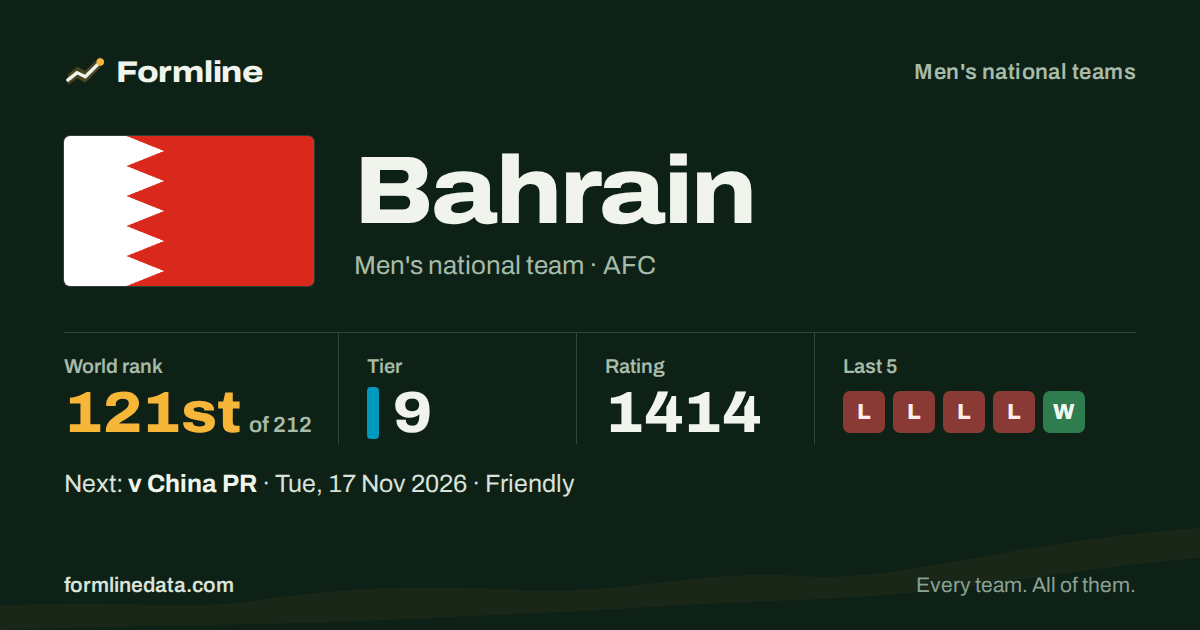 Formline
Men's national teams
Bahrain
Men's national team · AFC
World rank
121st of 212
Tier
9
Rating
1414
Last 5
L L L L W
Next: v China PR · Tue, 17 Nov 2026 · Friendly
formlinedata.com
Every team. All of them.